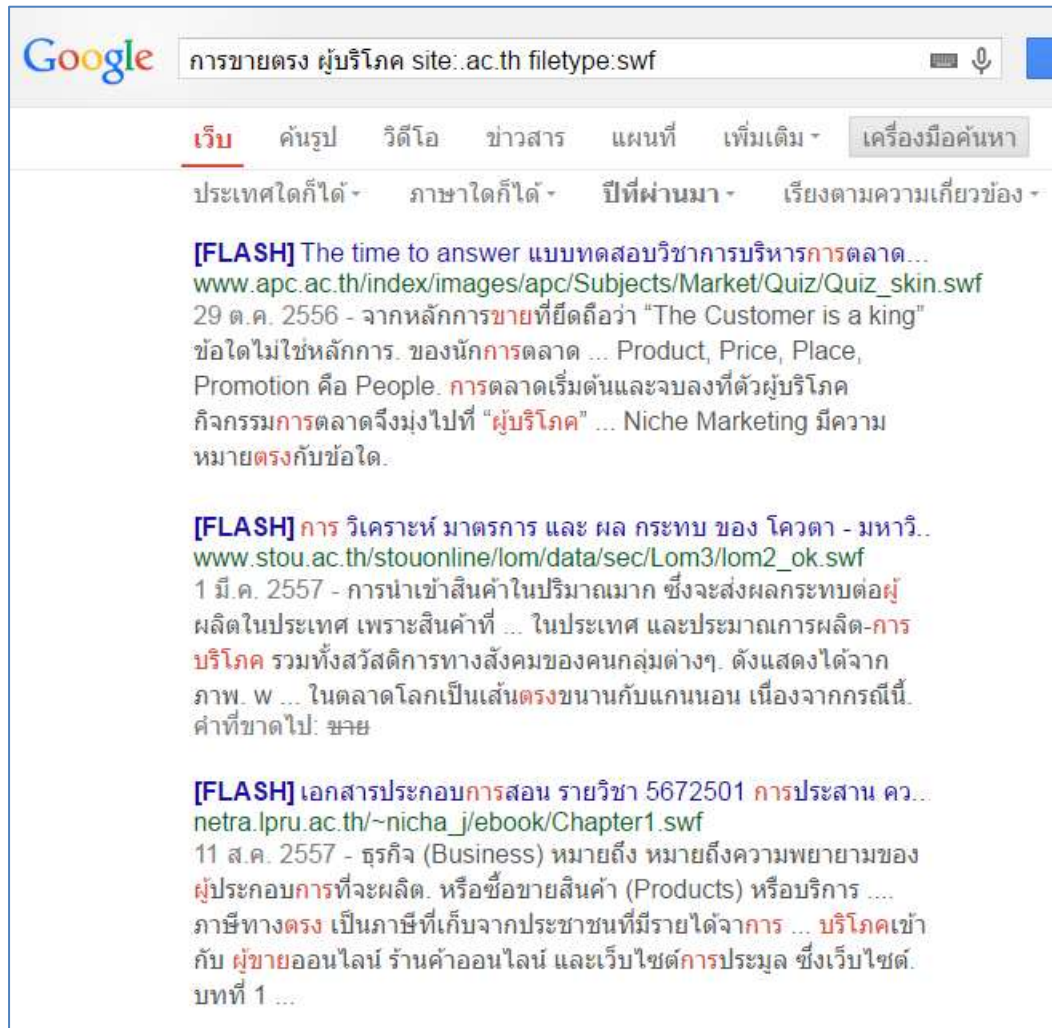 Google การขายตรง ผู้บริโภค site:.ac.th filetype:swf
เว็บ ค้นรูป วิดีโอ ข่าวสาร แผนที่ เพิ่มเติม เครื่องมือค้นหา
ประเทศใดก็ได้ ภาษาใดก็ได้ ปีที่ผ่านมา เรียงตามความเกี่ยวข้อง
[FLASH] The time to answer แบบทดสอบวิชาการบริหารการตลาด...
www.apc.ac.th/index/images/apc/Subjects/Market/Quiz/Quiz_skin.swf
29 ต.ค. 2556 - จากหลักการขายที่ยึดถือว่า “The Customer is a king”
ข้อใดไม่ใช่หลักการ. ของนักการตลาด ... Product, Price, Place,
Promotion คือ People. การตลาดเริ่มต้นและจบลงที่ตัวผู้บริโภค
กิจกรรมการตลาดจึงมุ่งไปที่ “ผู้บริโภค” ... Niche Marketing มีความ
หมายตรงกับข้อใด.
[FLASH] การ วิเคราะห์ มาตรการ และ ผล กระทบ ของ โควตา - มหาวิ..
www.stou.ac.th/stouonline/lom/data/sec/Lom3/lom2_ok.swf
1 มี.ค. 2557 - การนำเข้าสินค้าในปริมาณมาก ซึ่งจะส่งผลกระทบต่อผู้
ผลิตในประเทศ เพราะสินค้าที่ ... ในประเทศ และประมาณการผลิต-การ
บริโภค รวมทั้งสวัสดิการทางสังคมของคนกลุ่มต่างๆ. ดังแสดงได้จาก
ภาพ. w ... ในตลาดโลกเป็นเส้นตรงขนานกับแกนนอน เนื่องจากกรณีนี้.
คำที่ขาดไป: ขาย
[FLASH] เอกสารประกอบการสอน รายวิชา 5672501 การประสาน คว..
netra.lpru.ac.th/~nicha_j/ebook/Chapter1.swf
11 ส.ค. 2557 - ธุรกิจ (Business) หมายถึง หมายถึงความพยายามของ
ผู้ประกอบการที่จะผลิต. หรือซื้อขายสินค้า (Products) หรือบริการ ....
ภาษีทางตรง เป็นภาษีที่เก็บจากประชาชนที่มีรายได้จาการ ... บริโภคเข้า
กับ ผู้ขายออนไลน์ ร้านค้าออนไลน์ และเว็บไซต์การประมูล ซึ่งเว็บไซต์.
บทที่ 1 ...